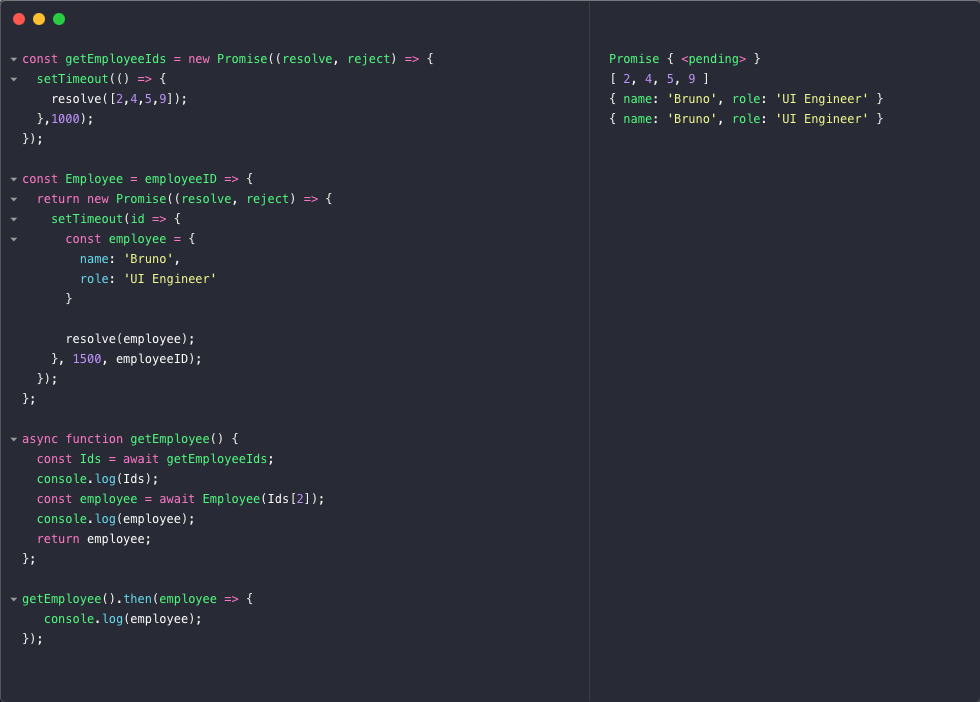 const getEmployeeIds = new Promise((resolve, reject) => {
  setTimeout(() => {
    resolve([2,4,5,9]);
  },1000);
});

const Employee = employeeID => {
  return new Promise((resolve, reject) => {
    setTimeout(id => {
      const employee = {
        name: 'Bruno',
        role: 'UI Engineer'
      }

      resolve(employee);
    }, 1500, employeeID);
  });
};

async function getEmployee() {
  const Ids = await getEmployeeIds;
  console.log(Ids);
  const employee = await Employee(Ids[2]);
  console.log(employee);
  return employee;
};

getEmployee().then(employee => {
   console.log(employee);
});

Promise { <pending> }
[ 2, 4, 5, 9 ]
{ name: 'Bruno', role: 'UI Engineer' }
{ name: 'Bruno', role: 'UI Engineer' }